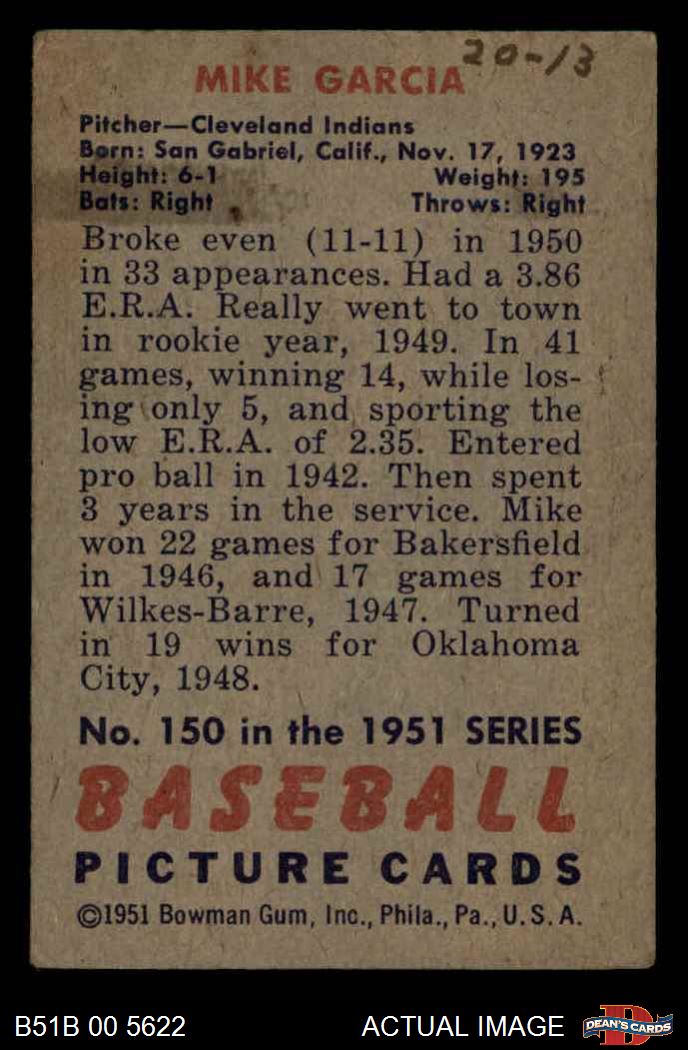 20-13
MIKE GARCIA
Pitcher—Cleveland Indians
Born: San Gabriel, Calif., Nov. 17, 1923
Height: 6-1 Weight: 195
Bats: Right Throws: Right
Broke even (11-11) in 1950
in 33 appearances. Had a 3.86
E.R.A. Really went to town
in rookie year, 1949. In 41
games, winning 14, while los-
ing only 5, and sporting the
low E.R.A. of 2.35. Entered
pro ball in 1942. Then spent
3 years in the service. Mike
won 22 games for Bakersfield
in 1946, and 17 games for
Wilkes-Barre, 1947. Turned
in 19 wins for Oklahoma
City, 1948.
No. 150 in the 1951 SERIES
BASEBALL
PICTURE CARDS
©1951 Bowman Gum, Inc., Phila., Pa., U.S.A.
B51B 00 5622 ACTUAL IMAGE D DEAN'S CARDS